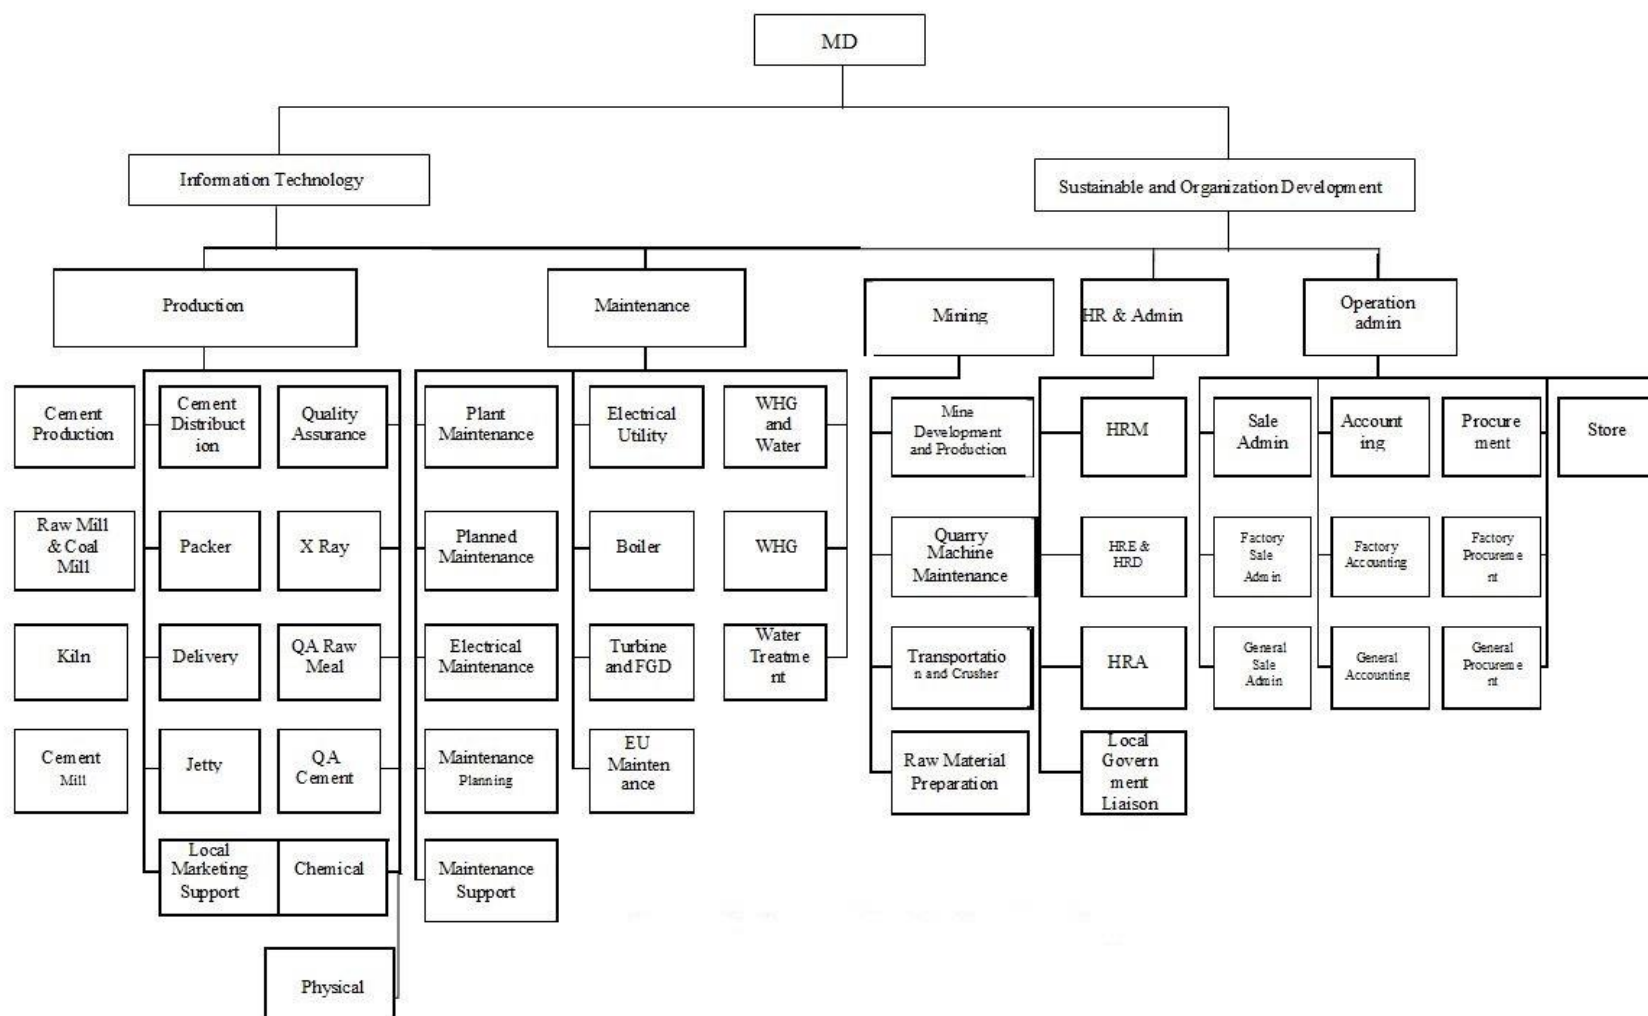 MD
Information Technology
Sustainable and Organization Development
Production
Maintenance
Mining
HR & Admin
Operation
admin
Cement
Production
Cement
Distribuct
ion
Quality
Assurance
Plant
Maintenance
Electrical
Utility
WHG
and
Water
Mine
Development
and Production
HRM
Sale
Admin
Account
ing
Procure
ment
Store
Raw Mill
& Coal
Mill
Packer
X Ray
Planned
Maintenance
Boiler
WHG
Quarry
Machine
Maintenance
HRE &
HRD
Factory
Sale
Admin
Factory
Accounting
Factory
Procureme
nt
Kiln
Delivery
QA Raw
Meal
Electrical
Maintenance
Turbine
and FGD
Water
Treatme
nt
Transportatio
n and Crusher
HRA
General
Sale
Admin
General
Accounting
General
Procureme
nt
Cement
Mill
Jetty
QA
Cement
Maintenance
Planning
EU
Mainten
ance
Raw Material
Preparation
Local
Govern
ment
Liaison
Local
Marketing
Support
Chemical
Maintenance
Support
Physical